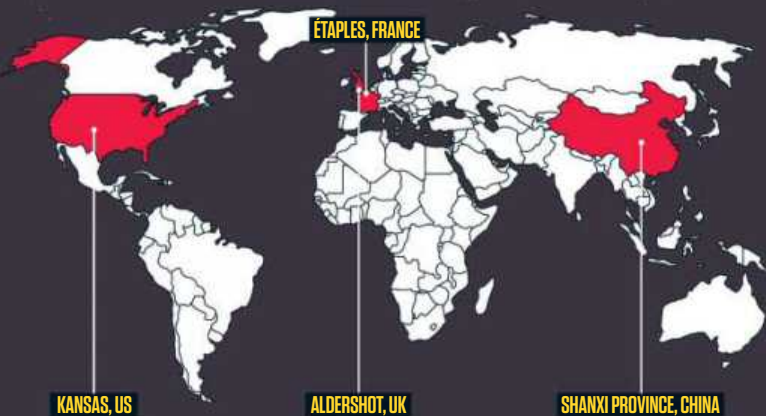 ÉTAPLES, FRANCE
KANSAS, US
ALDERSHOT, UK
SHANXI PROVINCE, CHINA